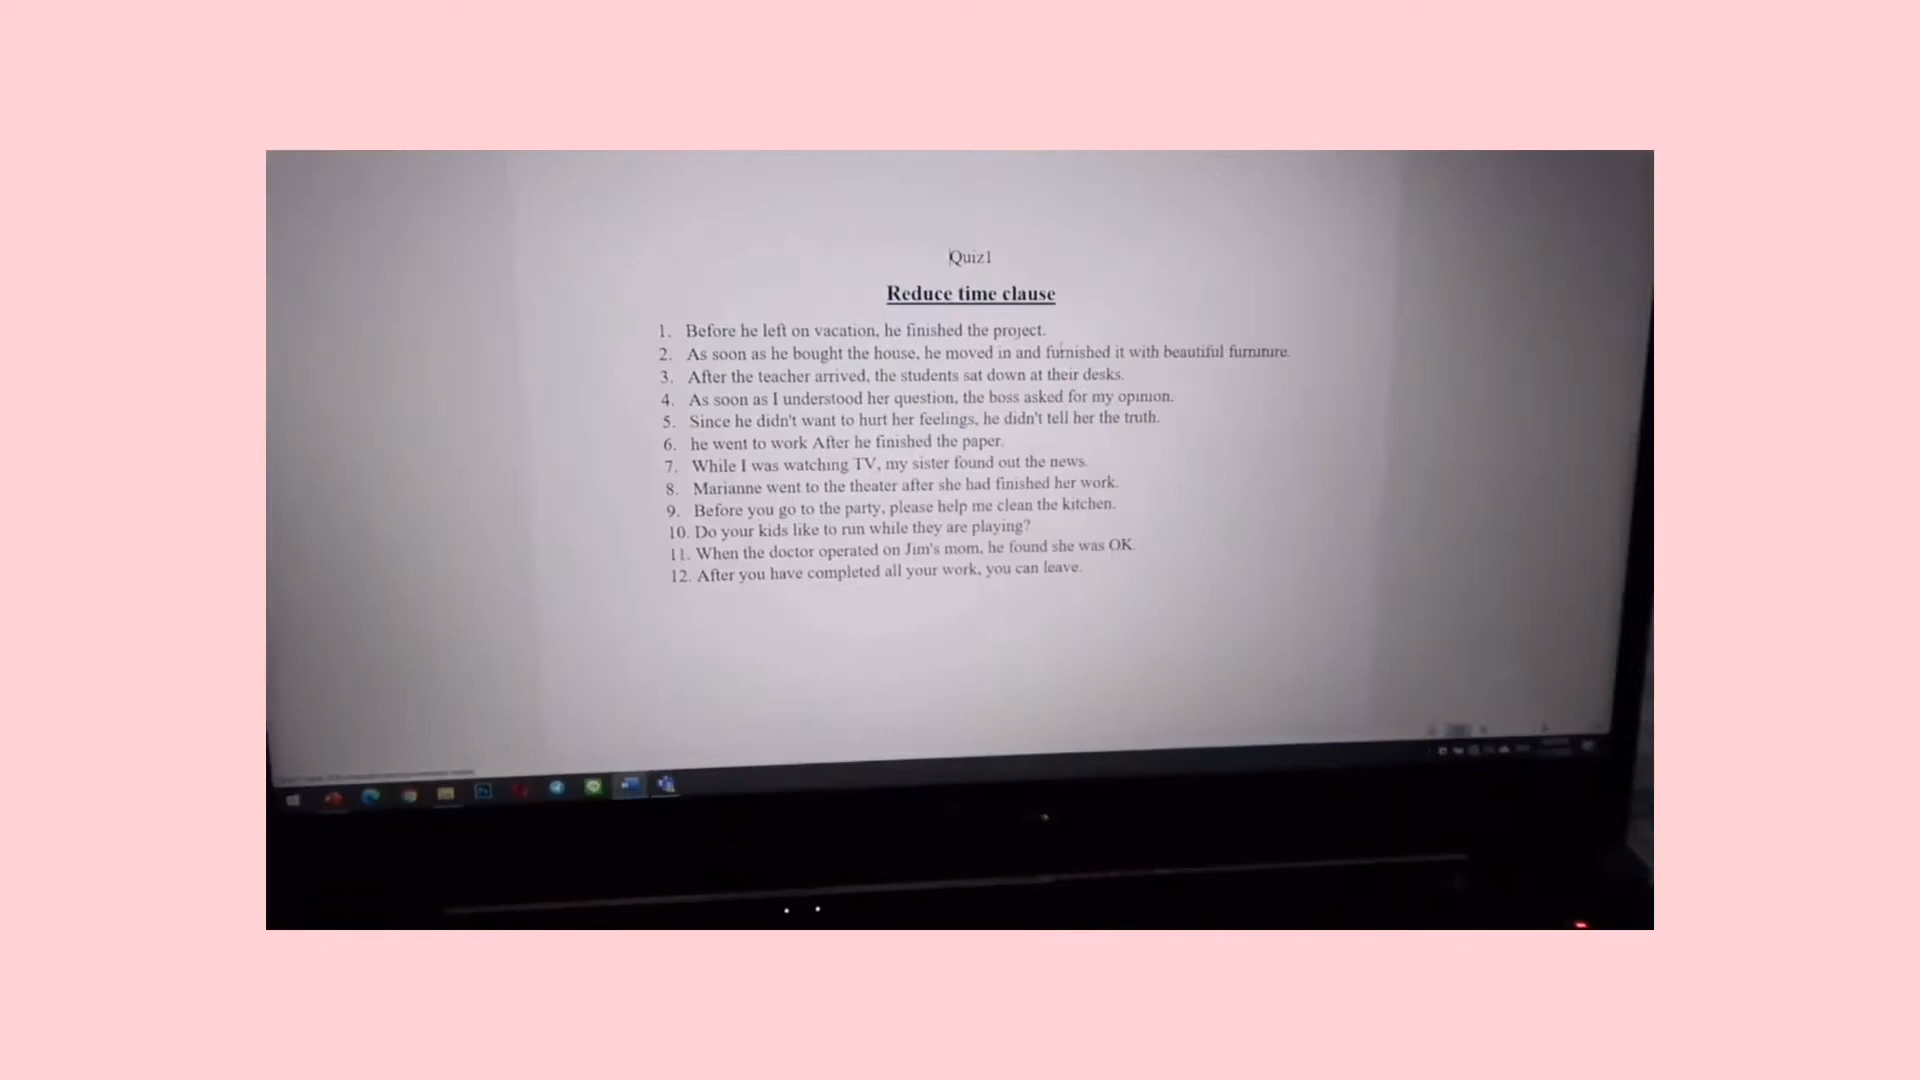 Quiz1
Reduce time clause
1. Before he left on vacation, he finished the project.
2. As soon as he bought the house, he moved in and furnished it with beautiful furniture.
3. After the teacher arrived, the students sat down at their desks.
4. As soon as I understood her question, the boss asked for my opinion.
5. Since he didn't want to hurt her feelings, he didn't tell her the truth.
6. he went to work After he finished the paper.
7. While I was watching TV, my sister found out the news.
8. Marianne went to the theater after she had finished her work.
9. Before you go to the party, please help me clean the kitchen.
10. Do your kids like to run while they are playing?
11. When the doctor operated on Jim's mom, he found she was OK.
12. After you have completed all your work, you can leave.